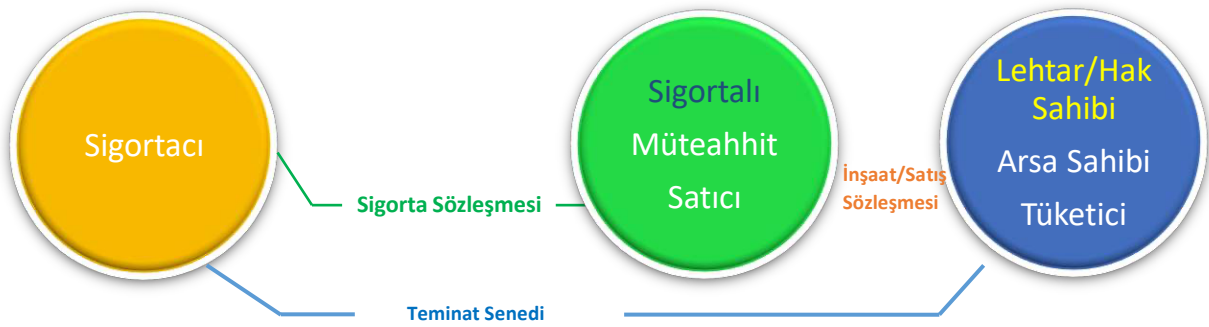 Sigortacı
Sigorta Sözleşmesi
Sigortalı
Müteahhit
Satıcı
İnşaat/Satış
Sözleşmesi
Lehtar/Hak
Sahibi
Arsa Sahibi
Tüketici
Teminat Senedi